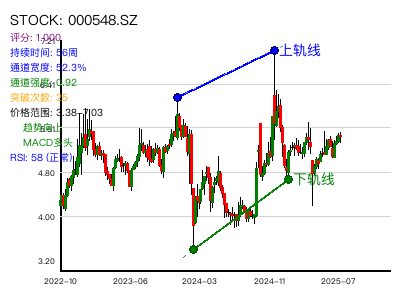 STOCK: 000548.SZ
评分: 1.000
7.21
持续时间: 56周
通道宽度: 52.3%
通道强度: 0.92
6.41
突破次数: 25
价格范围: 3.38-7.03
趋势向上
5.61
MACD多头
RSI: 58 (正常)
4.80
4.00
3.20
上轨线
下轨线
2022-10
2023-06
2024-03
2024-11
2025-07